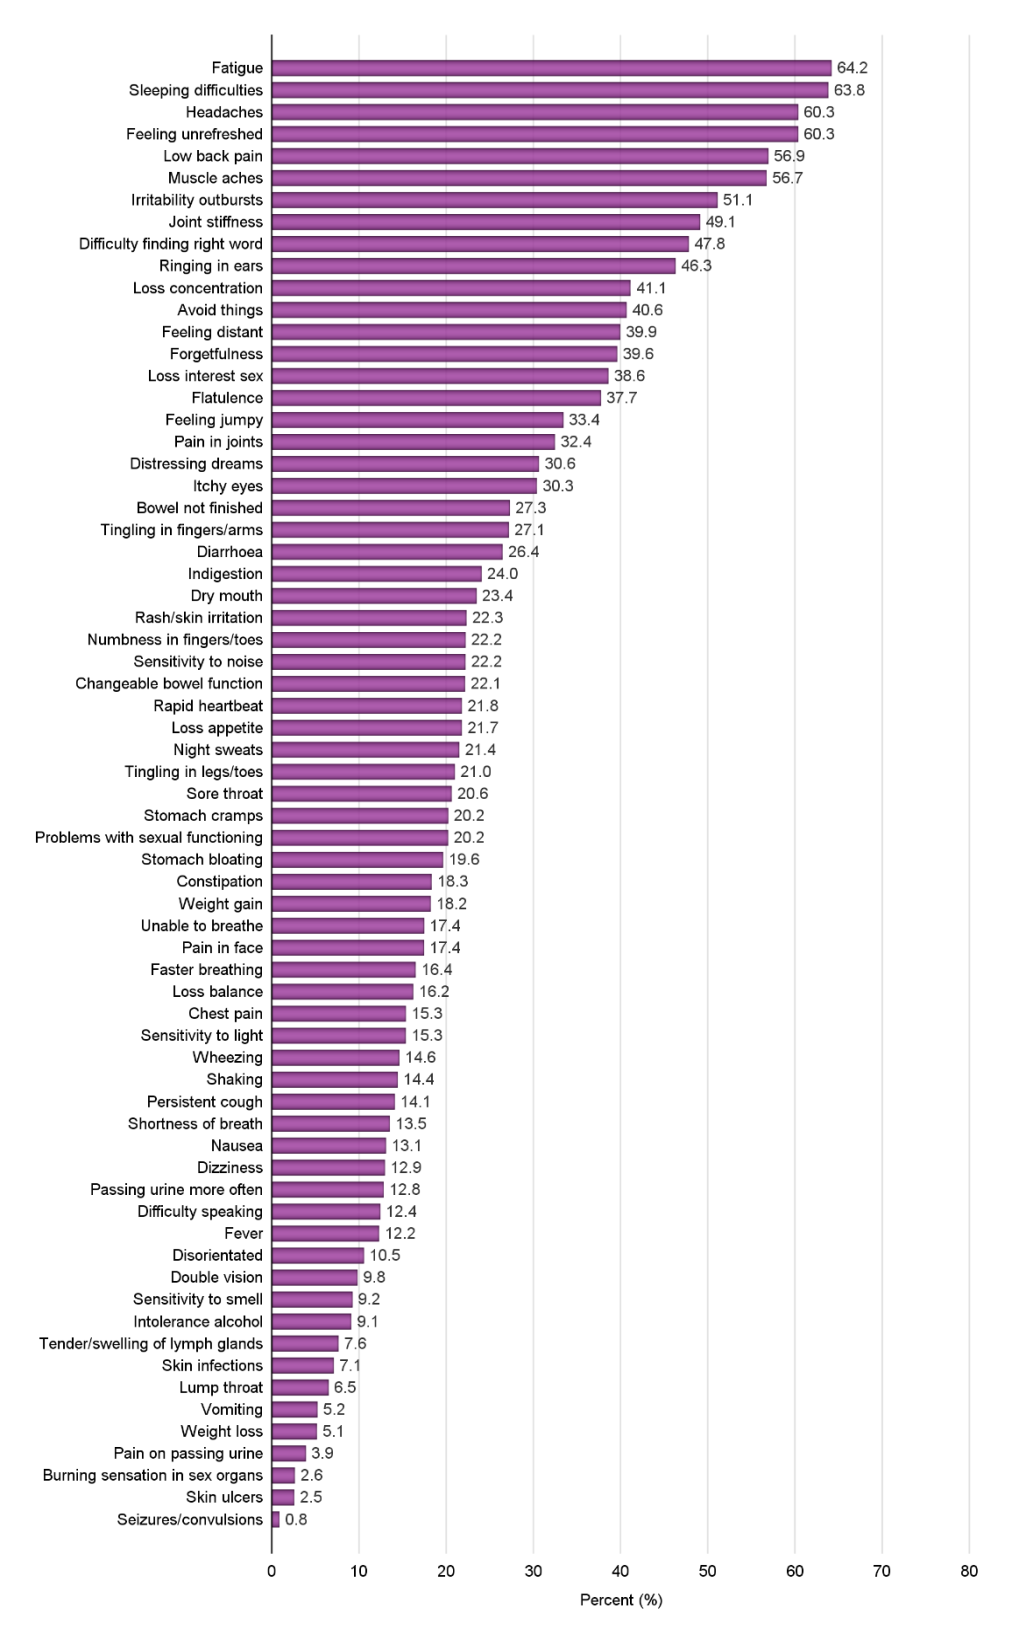 Fatigue 64.2
Sleeping difficulties 63.8
Headaches 60.3
Feeling unrefreshed 60.3
Low back pain 56.9
Muscle aches 56.7
Irritability outbursts 51.1
Joint stiffness 49.1
Difficulty finding right word 47.8
Ringing in ears 46.3
Loss concentration 41.1
Avoid things 40.6
Feeling distant 39.9
Forgetfulness 39.6
Loss interest sex 38.6
Flatulence 37.7
Feeling jumpy 33.4
Pain in joints 32.4
Distressing dreams 30.6
Itchy eyes 30.3
Bowel not finished 27.3
Tingling in fingers/arms 27.1
Diarrhoea 26.4
Indigestion 24.0
Dry mouth 23.4
Rash/skin irritation 22.3
Numbness in fingers/toes 22.2
Sensitivity to noise 22.2
Changeable bowel function 22.1
Rapid heartbeat 21.8
Loss appetite 21.7
Night sweats 21.4
Tingling in legs/toes 21.0
Sore throat 20.6
Stomach cramps 20.2
Problems with sexual functioning 20.2
Stomach bloating 19.6
Constipation 18.3
Weight gain 18.2
Unable to breathe 17.4
Pain in face 17.4
Faster breathing 16.4
Loss balance 16.2
Chest pain 15.3
Sensitivity to light 15.3
Wheezing 14.6
Shaking 14.4
Persistent cough 14.1
Shortness of breath 13.5
Nausea 13.1
Dizziness 12.9
Passing urine more often 12.8
Difficulty speaking 12.4
Fever 12.2
Disorientated 10.5
Double vision 9.8
Sensitivity to smell 9.2
Intolerance alcohol 9.1
Tender/swelling of lymph glands 7.6
Skin infections 7.1
Lump throat 6.5
Vomiting 5.2
Weight loss 5.1
Pain on passing urine 3.9
Burning sensation in sex organs 2.6
Skin ulcers 2.5
Seizures/convulsions 0.8
0 10 20 30 40 50 60 70 80
Percent (%)